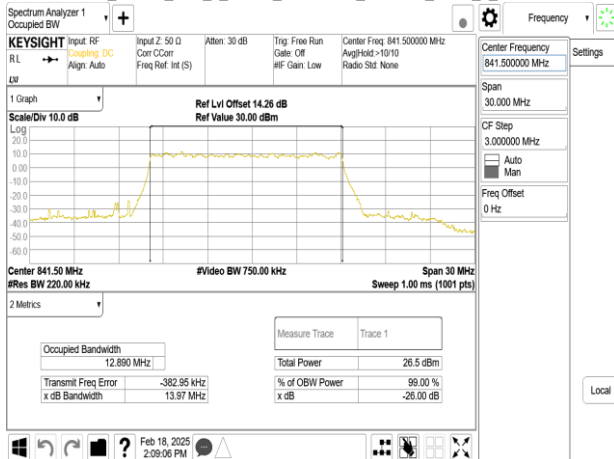 Spectrum Analyzer 1
Occupied BW
+
Frequency
KEYSIGHT
Input: RF
Input Z: 50 Ω
Atten: 30 dB
Trig: Free Run
Center Freq: 841.500000 MHz
RL
Coupling: DC
Corr CCorr
Gate: Off
Avg|Hold:>10/10
Align: Auto
Freq Ref: Int (S)
#IF Gain: Low
Radio Std: None
LXI
Center Frequency
841.500000 MHz
Settings
Span
30.000 MHz
CF Step
3.000000 MHz
Auto
Man
Freq Offset
0 Hz
Local
1 Graph
Ref Lvl Offset 14.26 dB
Scale/Div 10.0 dB
Ref Value 30.00 dBm
Log
20.0
10.0
0.00
-10.0
-20.0
-30.0
-40.0
-50.0
-60.0
Center 841.50 MHz
#Video BW 750.00 kHz
Span 30 MHz
#Res BW 220.00 kHz
Sweep 1.00 ms (1001 pts)
2 Metrics
Measure Trace
Trace 1
Occupied Bandwidth
12.890 MHz
Total Power
26.5 dBm
Transmit Freq Error
-382.95 kHz
% of OBW Power
99.00 %
x dB Bandwidth
13.97 MHz
x dB
-26.00 dB
?
Feb 18, 2025
2:09:06 PM